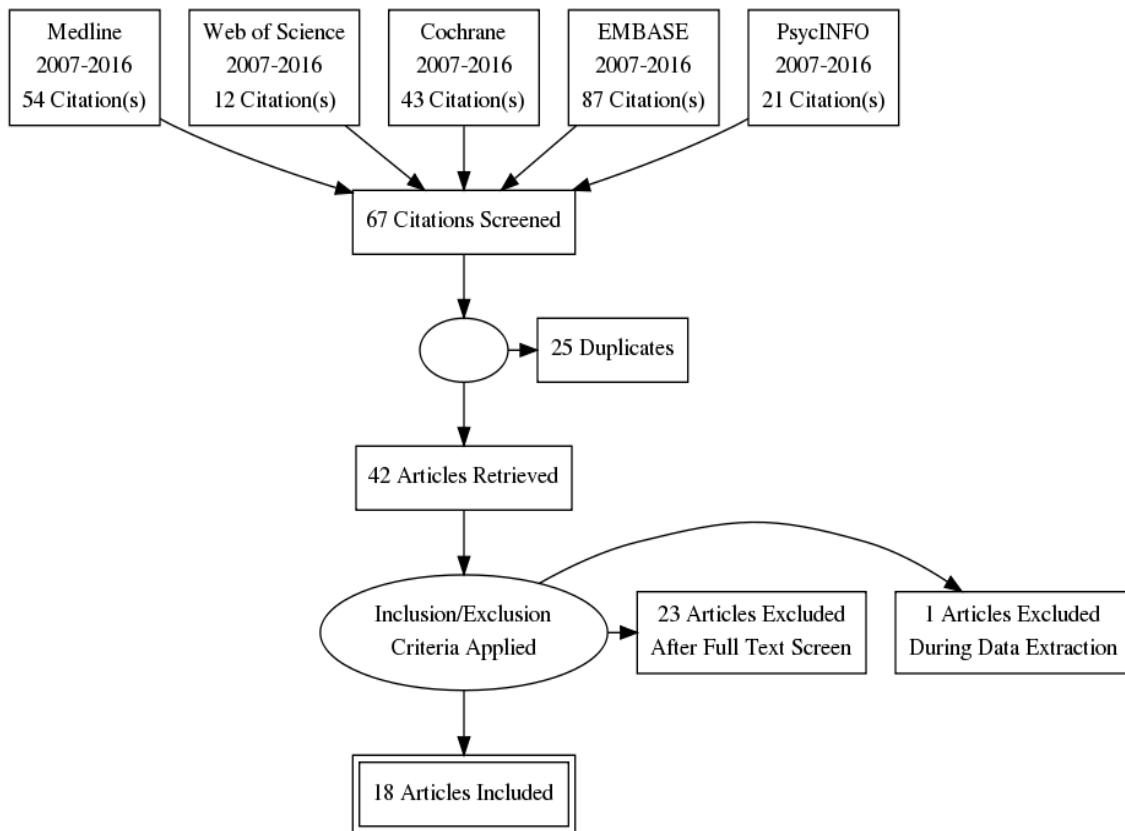 Medline
2007-2016
54 Citation(s)
Web of Science
2007-2016
12 Citation(s)
Cochrane
2007-2016
43 Citation(s)
EMBASE
2007-2016
87 Citation(s)
PsycINFO
2007-2016
21 Citation(s)
67 Citations Screened
25 Duplicates
42 Articles Retrieved
Inclusion/Exclusion
Criteria Applied
23 Articles Excluded
After Full Text Screen
1 Articles Excluded
During Data Extraction
18 Articles Included